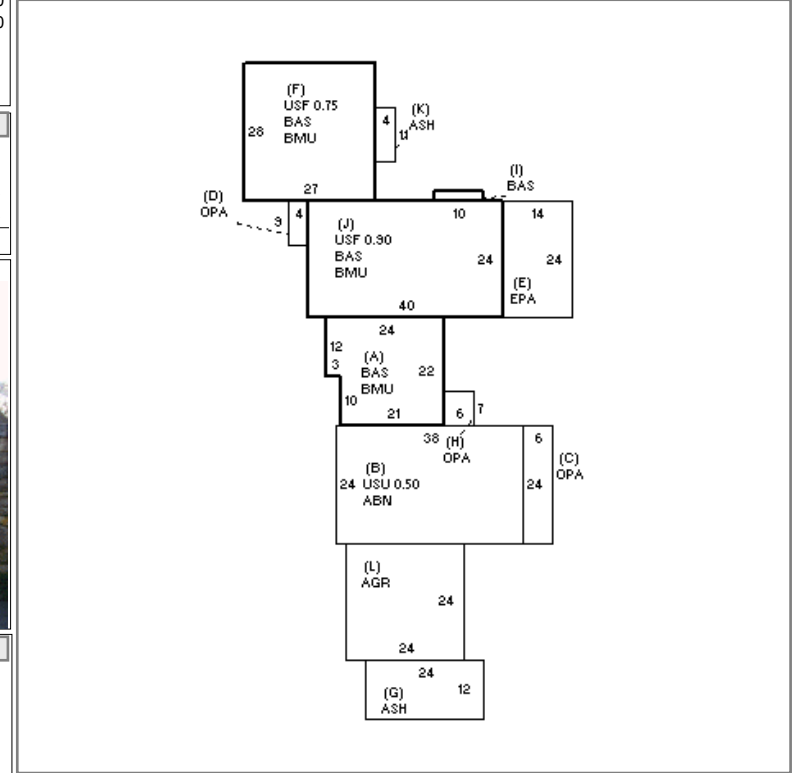 0
(F)
USF 0.75
BAS
BMU
28
27
4
11
(K)
ASH
(I)
BAS
(D)
OPA
9
4
(J)
USF 0.90
BAS
BMU
10
24
40
14
24
(E)
EPA
24
12
3
(A)
BAS
BMU
22
10
21
6
7
38
(H)
OPA
6
(C)
OPA
(B)
24 USU 0.50
ABN
24
(L)
AGR
24
24
24
12
(G)
ASH